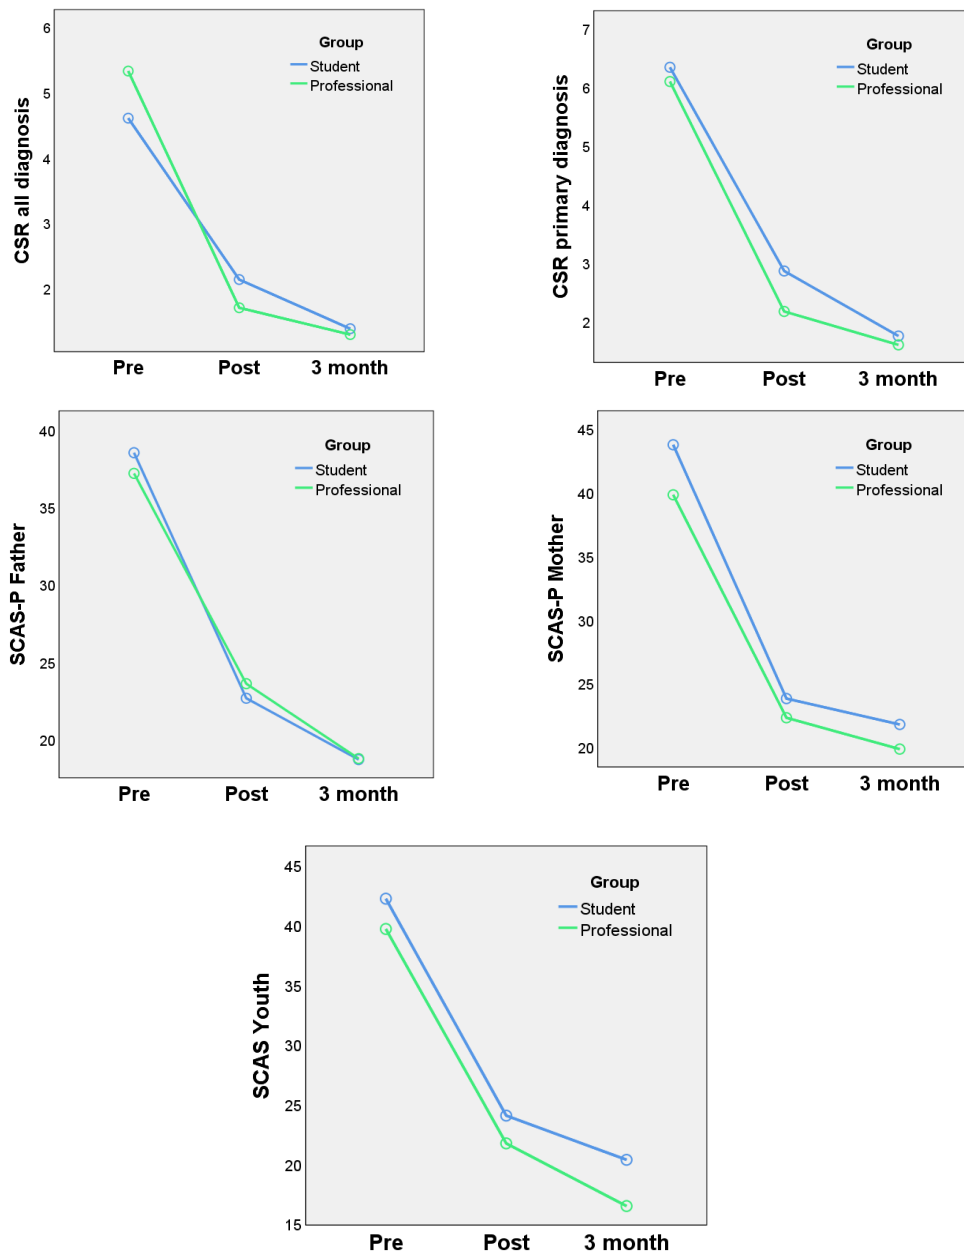 CSR all diagnosis
6
5
4
3
2
Group
Student
Professional
Pre Post 3 month
CSR primary diagnosis
7
6
5
4
3
2
Group
Student
Professional
Pre Post 3 month
SCAS-P Father
40
35
30
25
20
Group
Student
Professional
Pre Post 3 month
SCAS-P Mother
45
40
35
30
25
20
Group
Student
Professional
Pre Post 3 month
SCAS Youth
45
40
35
30
25
20
15
Group
Student
Professional
Pre Post 3 month